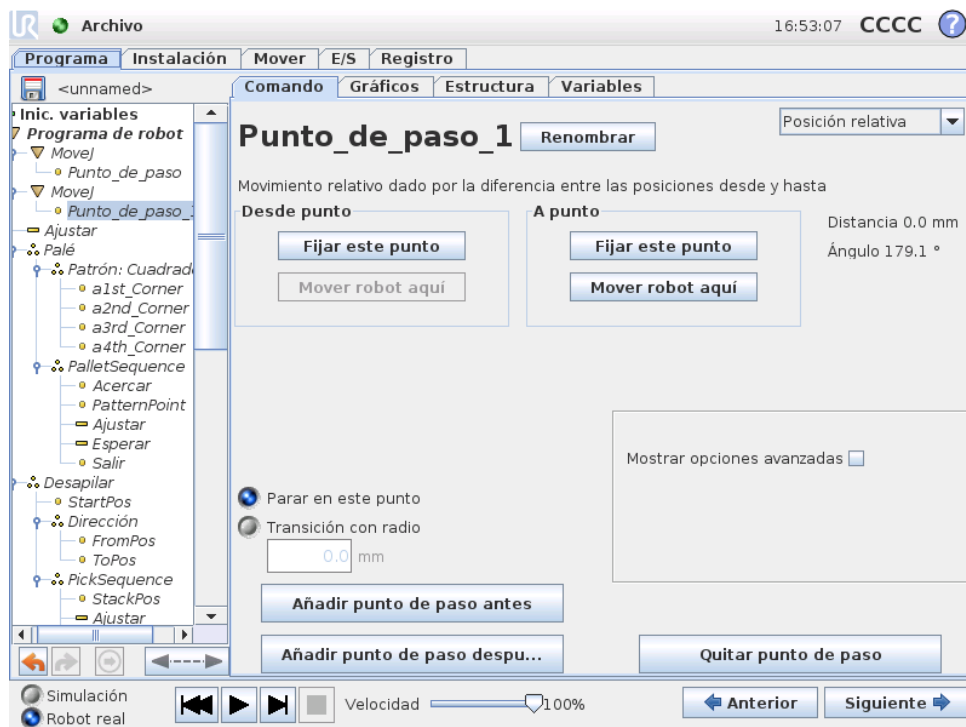 UR Archivo 16:53:07 CCCC ?
Programa Instalación Mover E/S Registro
<unnamed>
Comando Gráficos Estructura Variables
Inic. variables
Programa de robot
MoveJ
Punto_de_paso
MoveJ
Punto_de_paso_1
Ajustar
Palé
Patrón: Cuadrado
a1st_Corner
a2nd_Corner
a3rd_Corner
a4th_Corner
PalletSequence
Acercar
PatternPoint
Ajustar
Esperar
Salir
Desapilar
StartPos
Dirección
FromPos
ToPos
PickSequence
StackPos
Ajustar
Punto_de_paso_1 Renombrar
Posición relativa
Movimiento relativo dado por la diferencia entre las posiciones desde y hasta
Desde punto
Fijar este punto
Mover robot aquí
A punto
Fijar este punto
Mover robot aquí
Distancia 0.0 mm
Ángulo 179.1 °
Mostrar opciones avanzadas
Parar en este punto
Transición con radio
0.0 mm
Añadir punto de paso antes
Añadir punto de paso despu...
Quitar punto de paso
Simulación
Robot real
Velocidad 100%
Anterior Siguiente